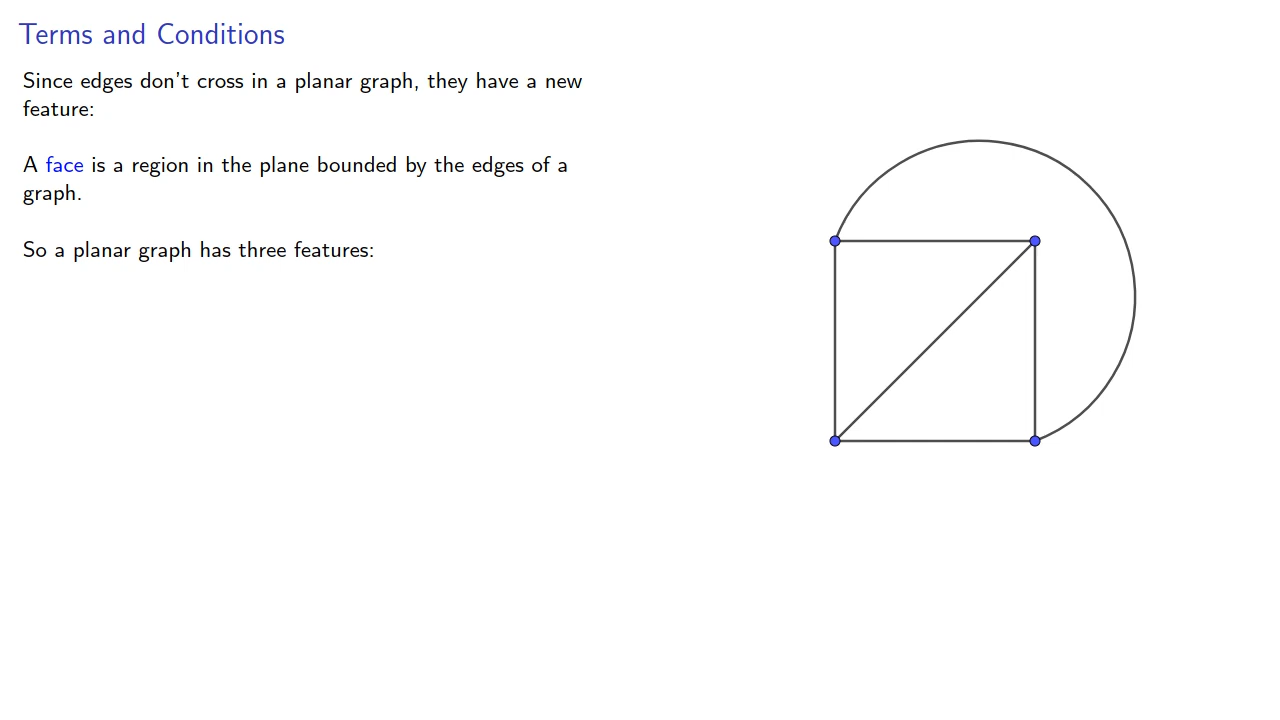 Terms and Conditions
Since edges don't cross in a planar graph, they have a new
feature:
A face is a region in the plane bounded by the edges of a
graph.
So a planar graph has three features: